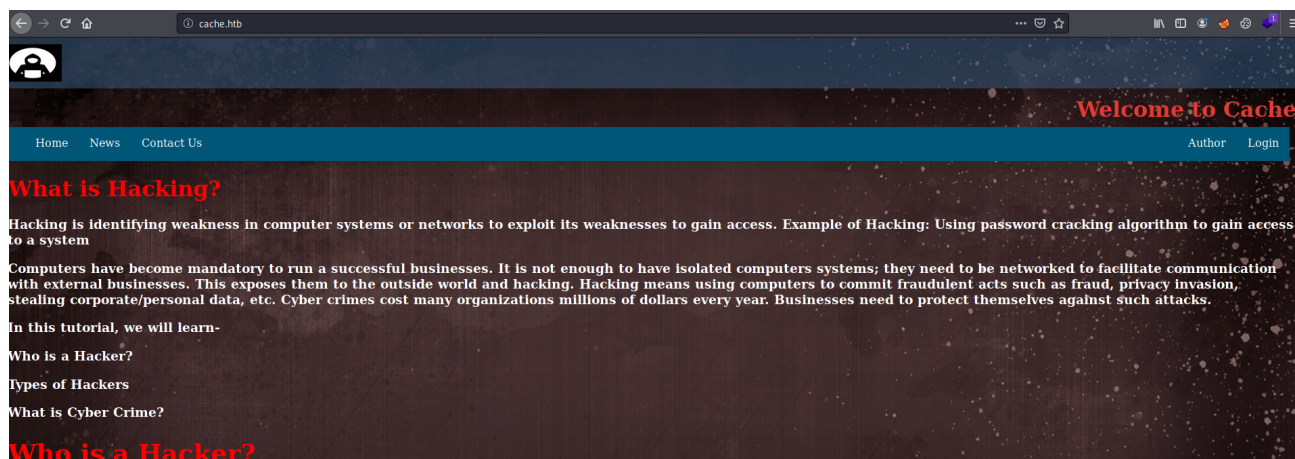 cache.htb
1
Welcome to Cache
Home News Contact Us Author Login
What is Hacking?
Hacking is identifying weakness in computer systems or networks to exploit its weaknesses to gain access. Example of Hacking: Using password cracking algorithm to gain access
to a system
Computers have become mandatory to run a successful businesses. It is not enough to have isolated computers systems; they need to be networked to facilitate communication
with external businesses. This exposes them to the outside world and hacking. Hacking means using computers to commit fraudulent acts such as fraud, privacy invasion,
stealing corporate/personal data, etc. Cyber crimes cost many organizations millions of dollars every year. Businesses need to protect themselves against such attacks.
In this tutorial, we will learn-
Who is a Hacker?
Types of Hackers
What is Cyber Crime?
Who is a Hacker?